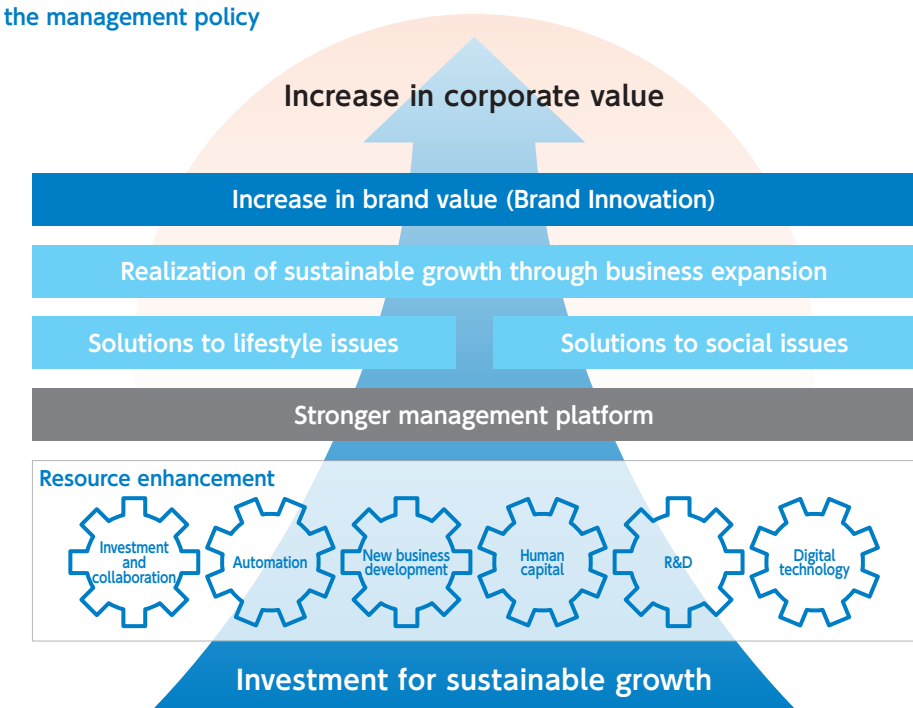 the management policy
Increase in corporate value
Increase in brand value (Brand Innovation)
Realization of sustainable growth through business expansion
Solutions to lifestyle issues
Solutions to social issues
Stronger management platform
Resource enhancement
Investment
and
collaboration
Automation
New business
development
Human
capital
R&D
Digital
technology
Investment for sustainable growth